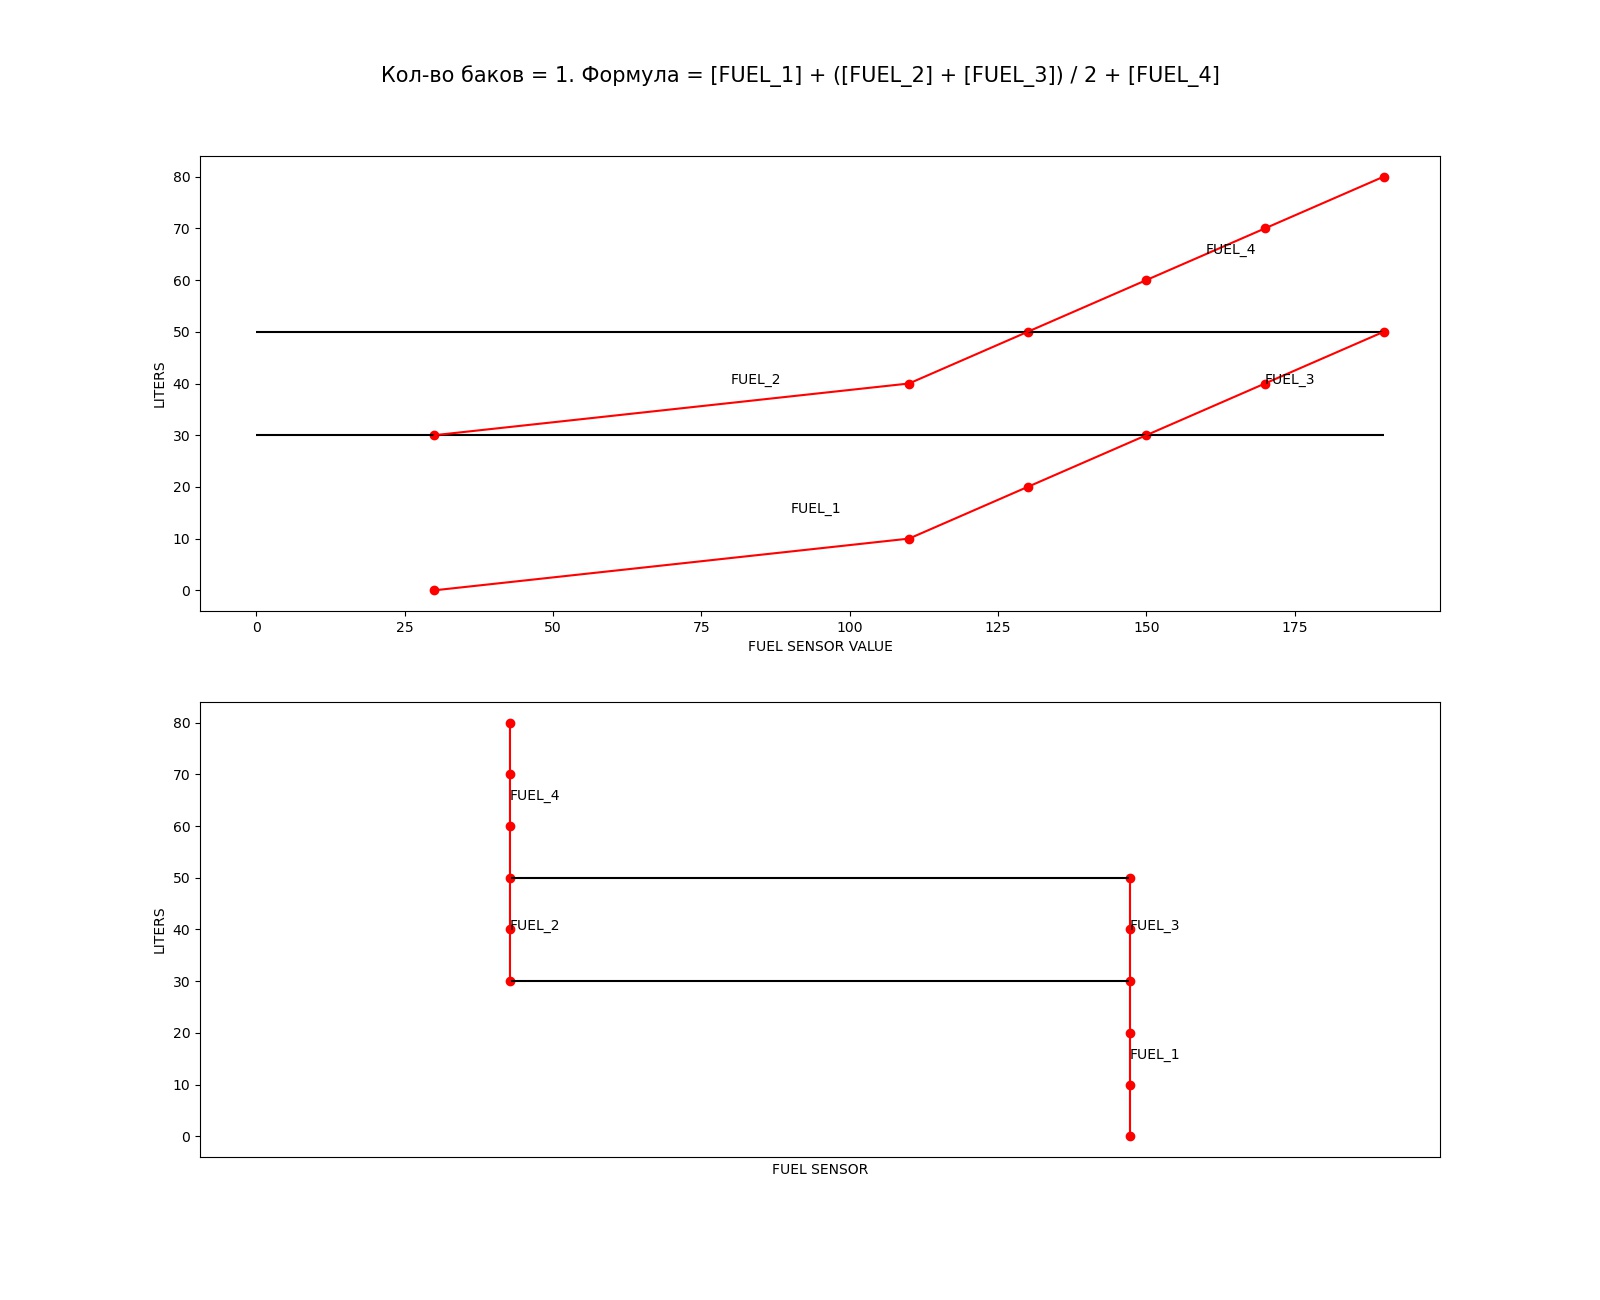 Кол-во баков = 1. Формула = [FUEL_1] + ([FUEL_2] + [FUEL_3]) / 2 + [FUEL_4]
80
70
FUEL_4
60
50
FUEL_2
40
FUEL_3
30
20
FUEL_1
10
0
LITERS
0 25 50 75 100 125 150 175
FUEL SENSOR VALUE
80
70
FUEL_4
60
50
FUEL_2
40
FUEL_3
30
20
FUEL_1
10
0
LITERS
FUEL SENSOR